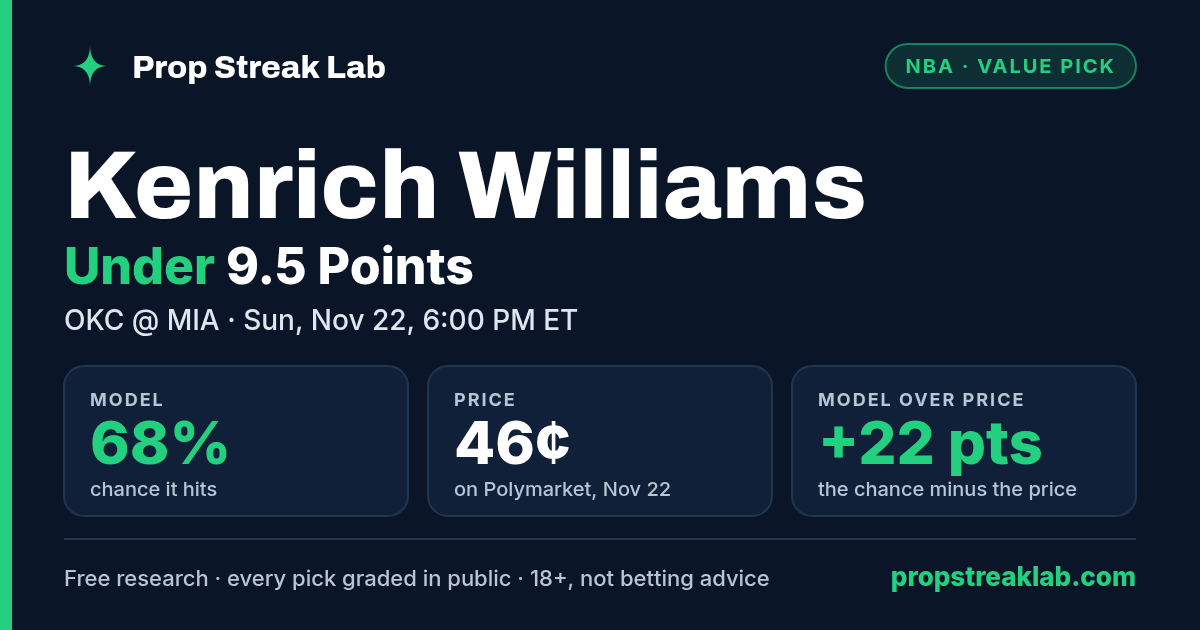 Prop Streak Lab
NBA · VALUE PICK
Kenrich Williams
Under 9.5 Points
OKC @ MIA · Sun, Nov 22, 6:00 PM ET
MODEL
68%
chance it hits
PRICE
46¢
on Polymarket, Nov 22
MODEL OVER PRICE
+22 pts
the chance minus the price
Free research · every pick graded in public · 18+, not betting advice
propstreaklab.com